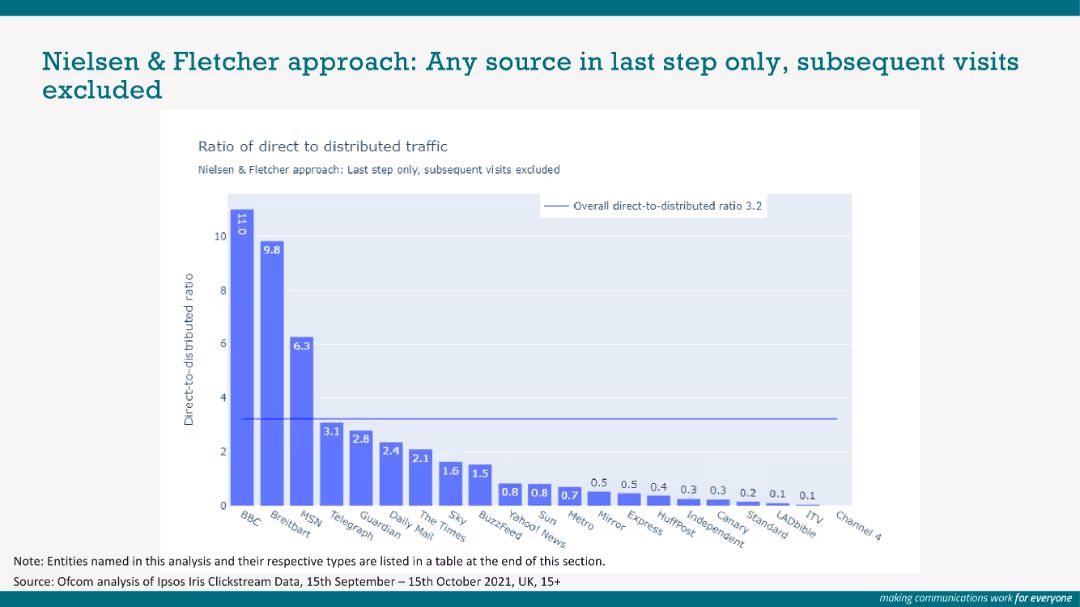 Nielsen & Fletcher approach: Any source in last step only, subsequent visits
excluded
Ratio of direct to distributed traffic
Nielsen & Fletcher approach: Last step only, subsequent visits excluded
Overall direct-to-distributed ratio 3.2
Direct-to-distributed ratio
10
8
6
4
2
0
11.0
9.8
6.3
3.1
2.8
2.4
2.1
1.6
1.5
0.8
0.8
0.7
0.5
0.5
0.4
0.3
0.3
0.2
0.1
0.1
BBC
Breitbart
MSN
Telegraph
Guardian
Daily Mail
The Times
Sky
BuzzFeed
Yahoo! News
Sun
Metro
Mirror
Express
HuffPost
Independent
Canary
Standard
LADbible
ITV
Channel 4
Note: Entities named in this analysis and their respective types are listed in a table at the end of this section.
Source: Ofcom analysis of Ipsos Iris Clickstream Data, 15th September – 15th October 2021, UK, 15+
making communications work for everyone